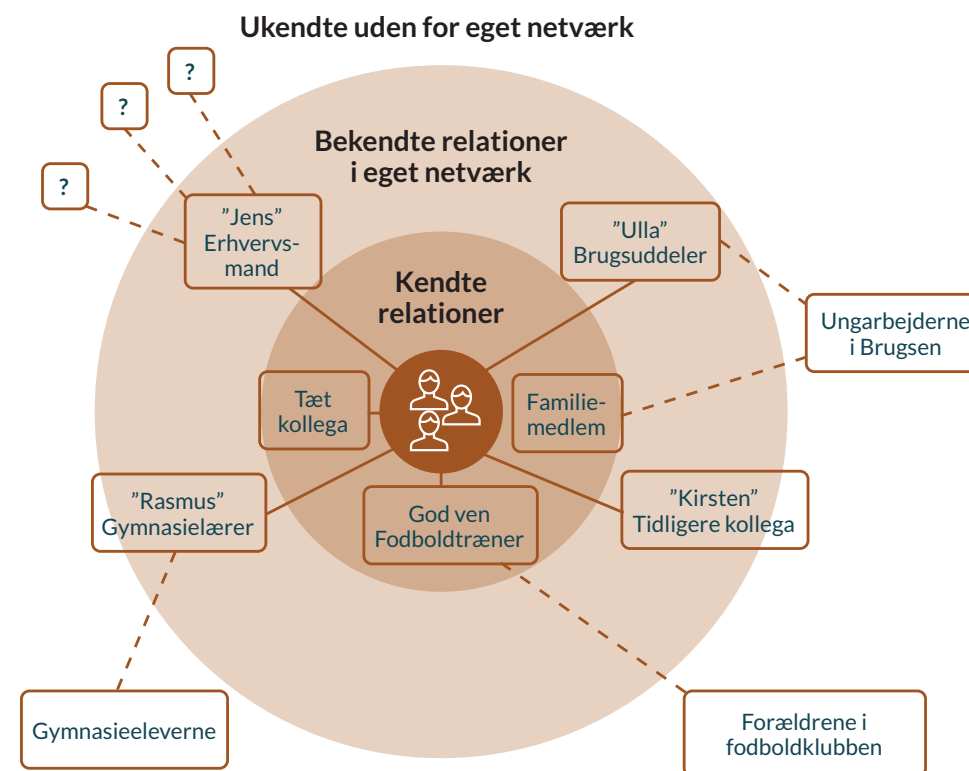 Ukendte uden for eget netværk
?
?
?
Bekendte relationer
i eget netværk
”Jens”
Erhvervs-
mand
”Ulla”
Brugsuddeler
Kendte
relationer
Ungarbejderne
i Brugsen
Tæt
kollega
Familie-
medlem
”Rasmus”
Gymnasielærer
God ven
Fodboldtræner
”Kirsten”
Tidligere kollega
Gymnasieeleverne
Forældrene i
fodboldklubben